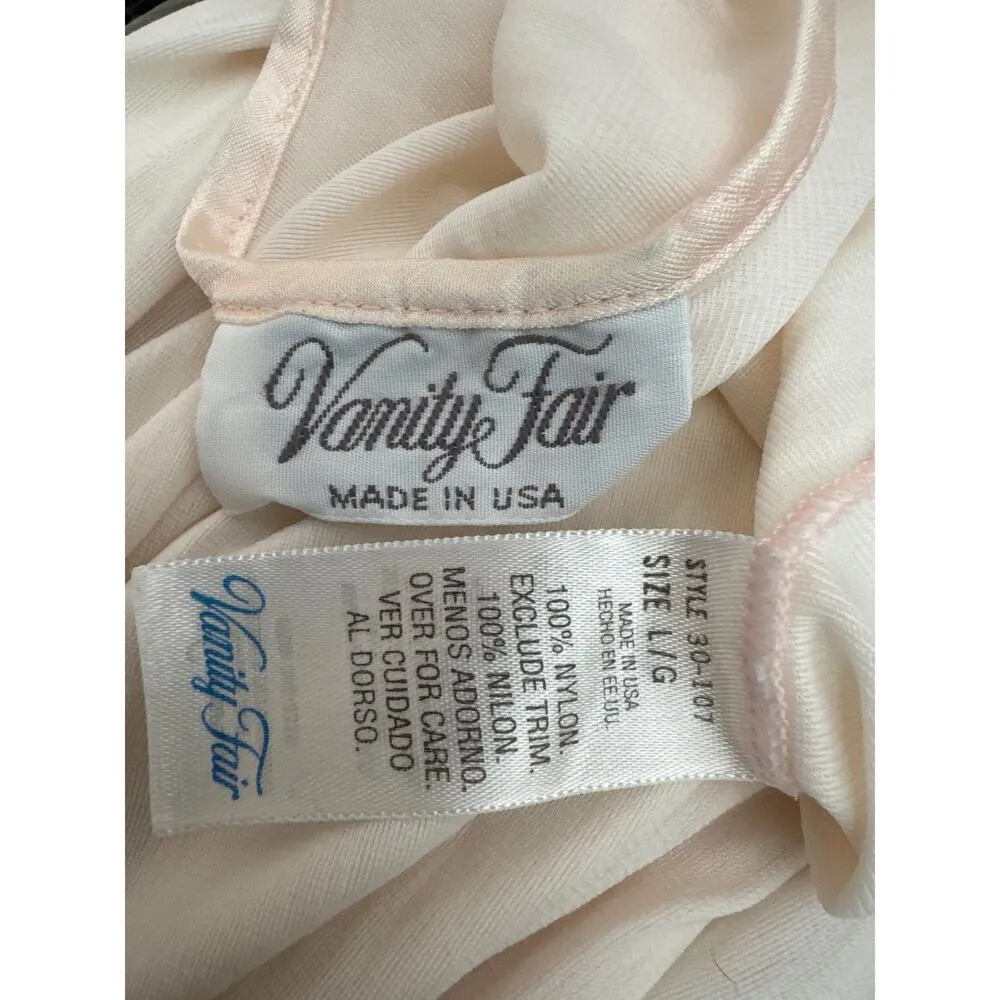 Vanity Fair
MADE IN USA
STYLE 30-107
SIZE L/G
MADE IN USA
HECHO EN EE.UU.
100% NYLON.
EXCLUDE TRIM.
100% NILON.
MENOS ADORNO.
OVER FOR CARE.
VER CUIDADO
AL DORSO.
Vanity Fair